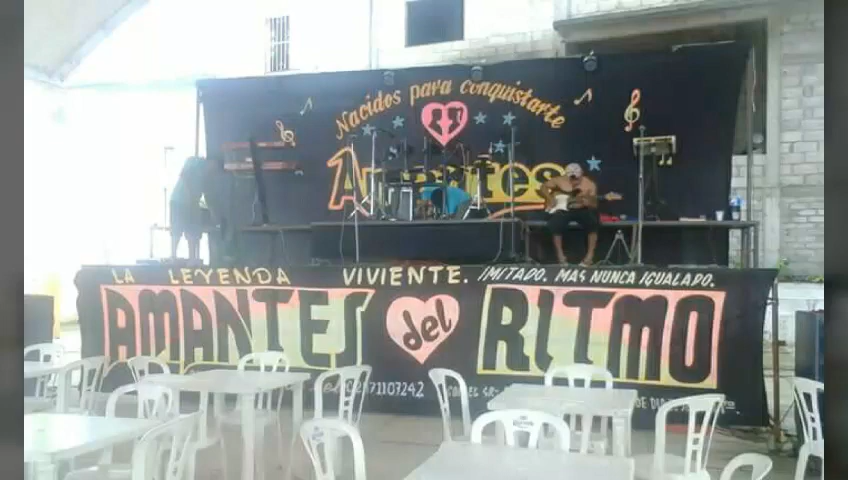 Nacidos para conquistarte
Amantes
LA LEYENDA VIVIENTE. IMITADO, MAS NUNCA IGUALADO.
AMANTES del RITMO